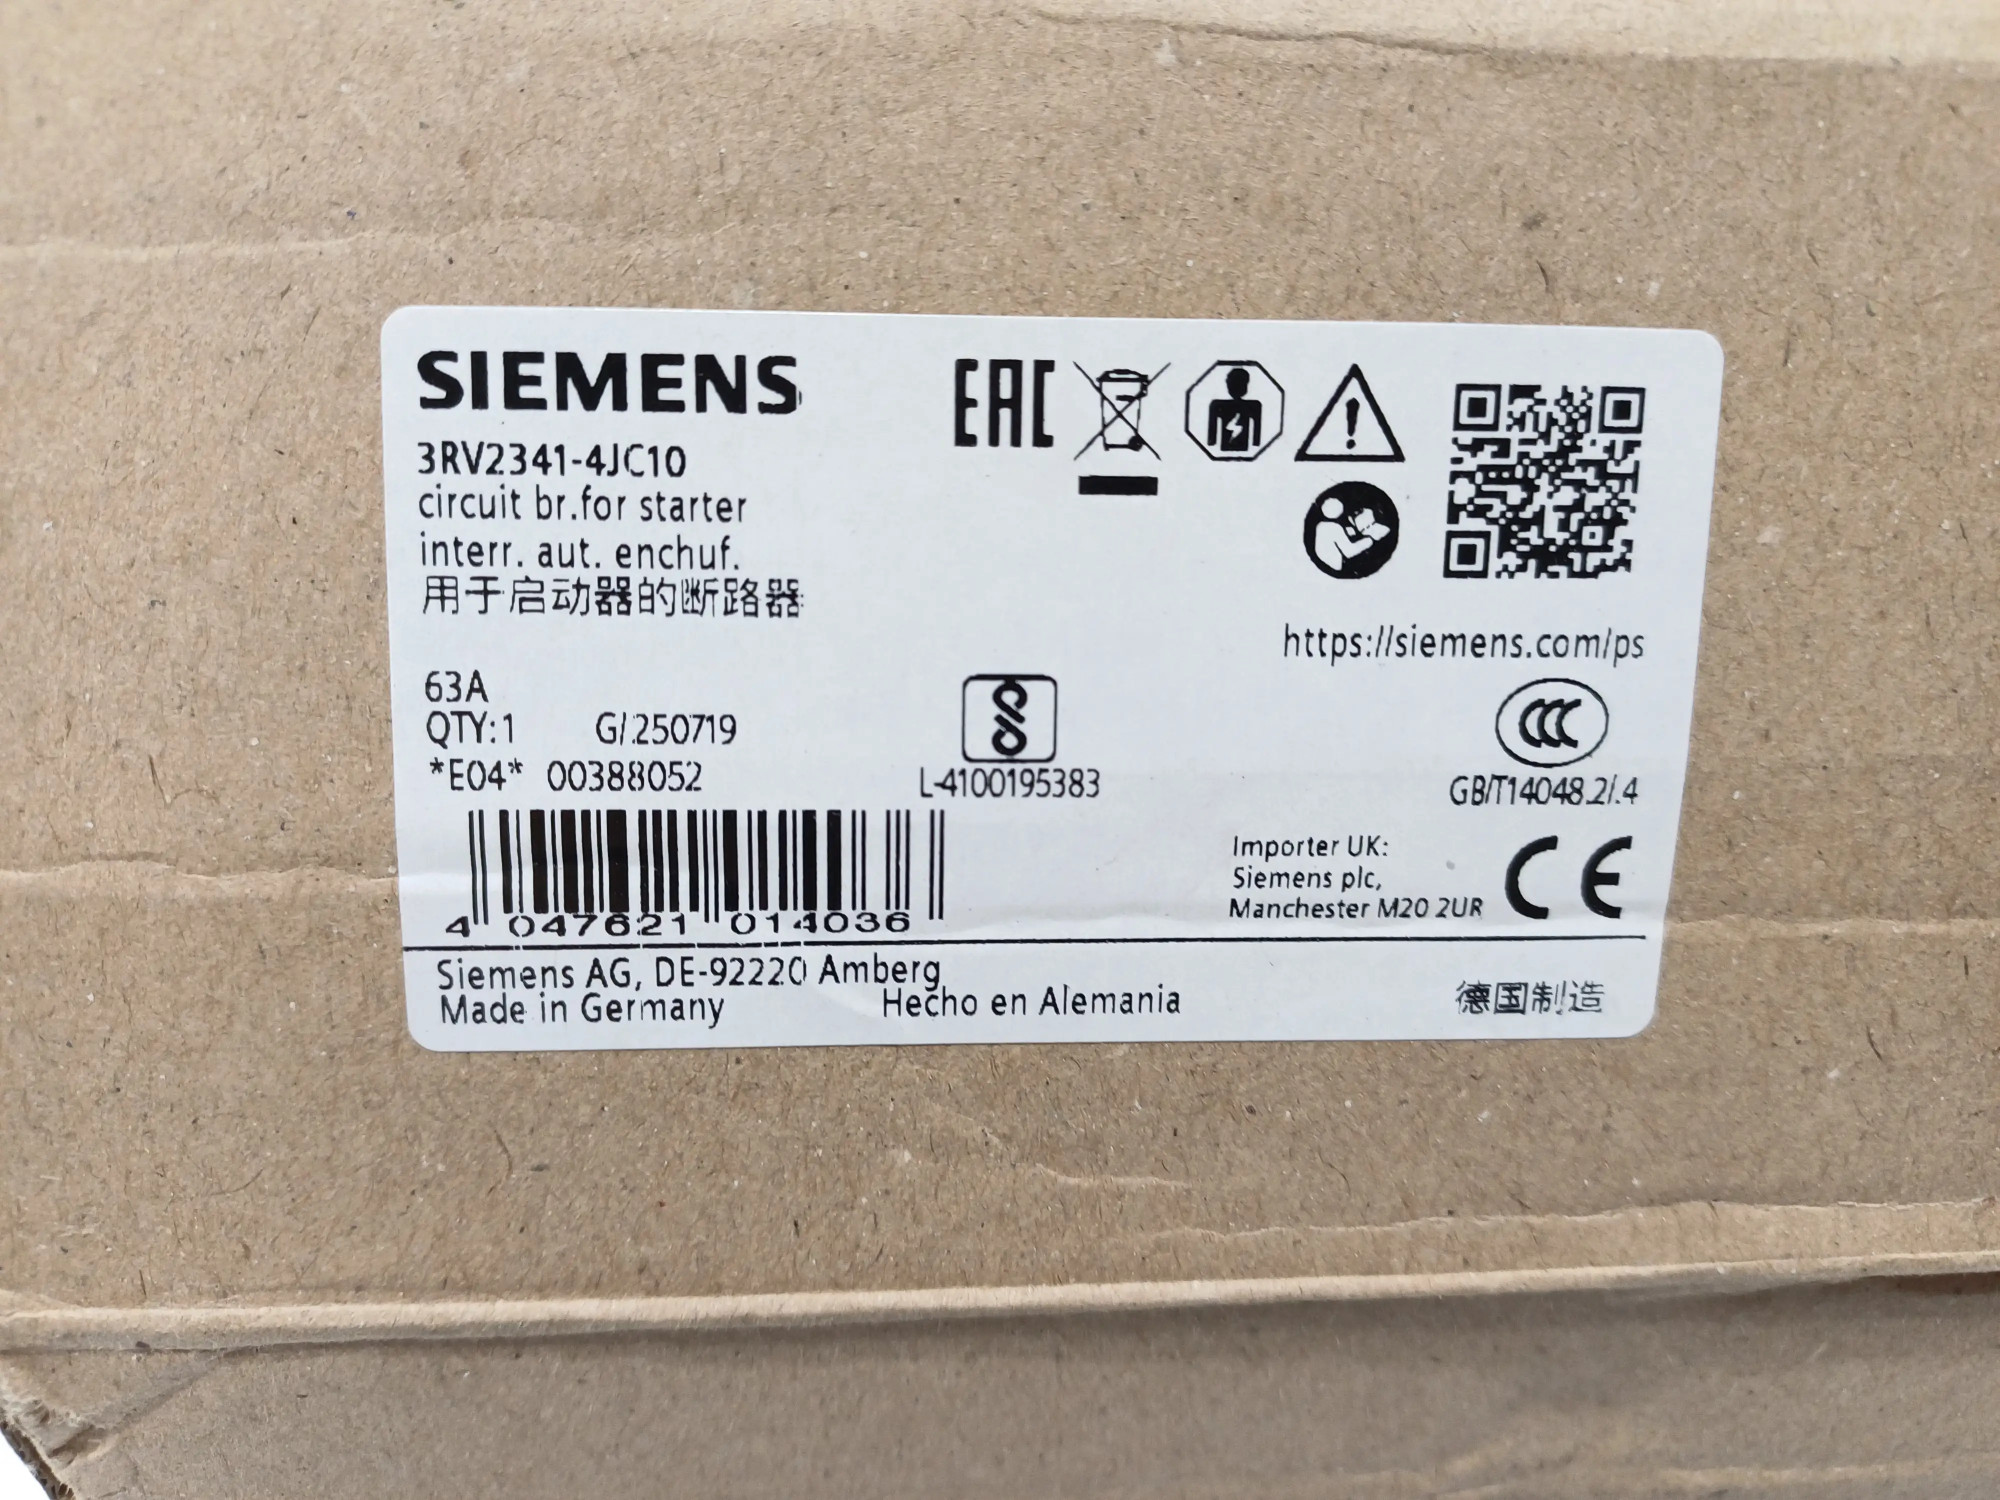 SIEMENS
3RV2341-4JC10
circuit br.for starter
interr. aut. enchuf.
用于启动器的断路器
EAC
https://siemens.com/ps
63A
QTY:1 G/250719
*E04* 00388052
L-4100195383
CCC
GB/T14048.2/.4
Importer UK:
Siemens plc,
Manchester M20 2UR
CE
4 047621 014036
Siemens AG, DE-92220 Amberg
Made in Germany Hecho en Alemania 德国制造